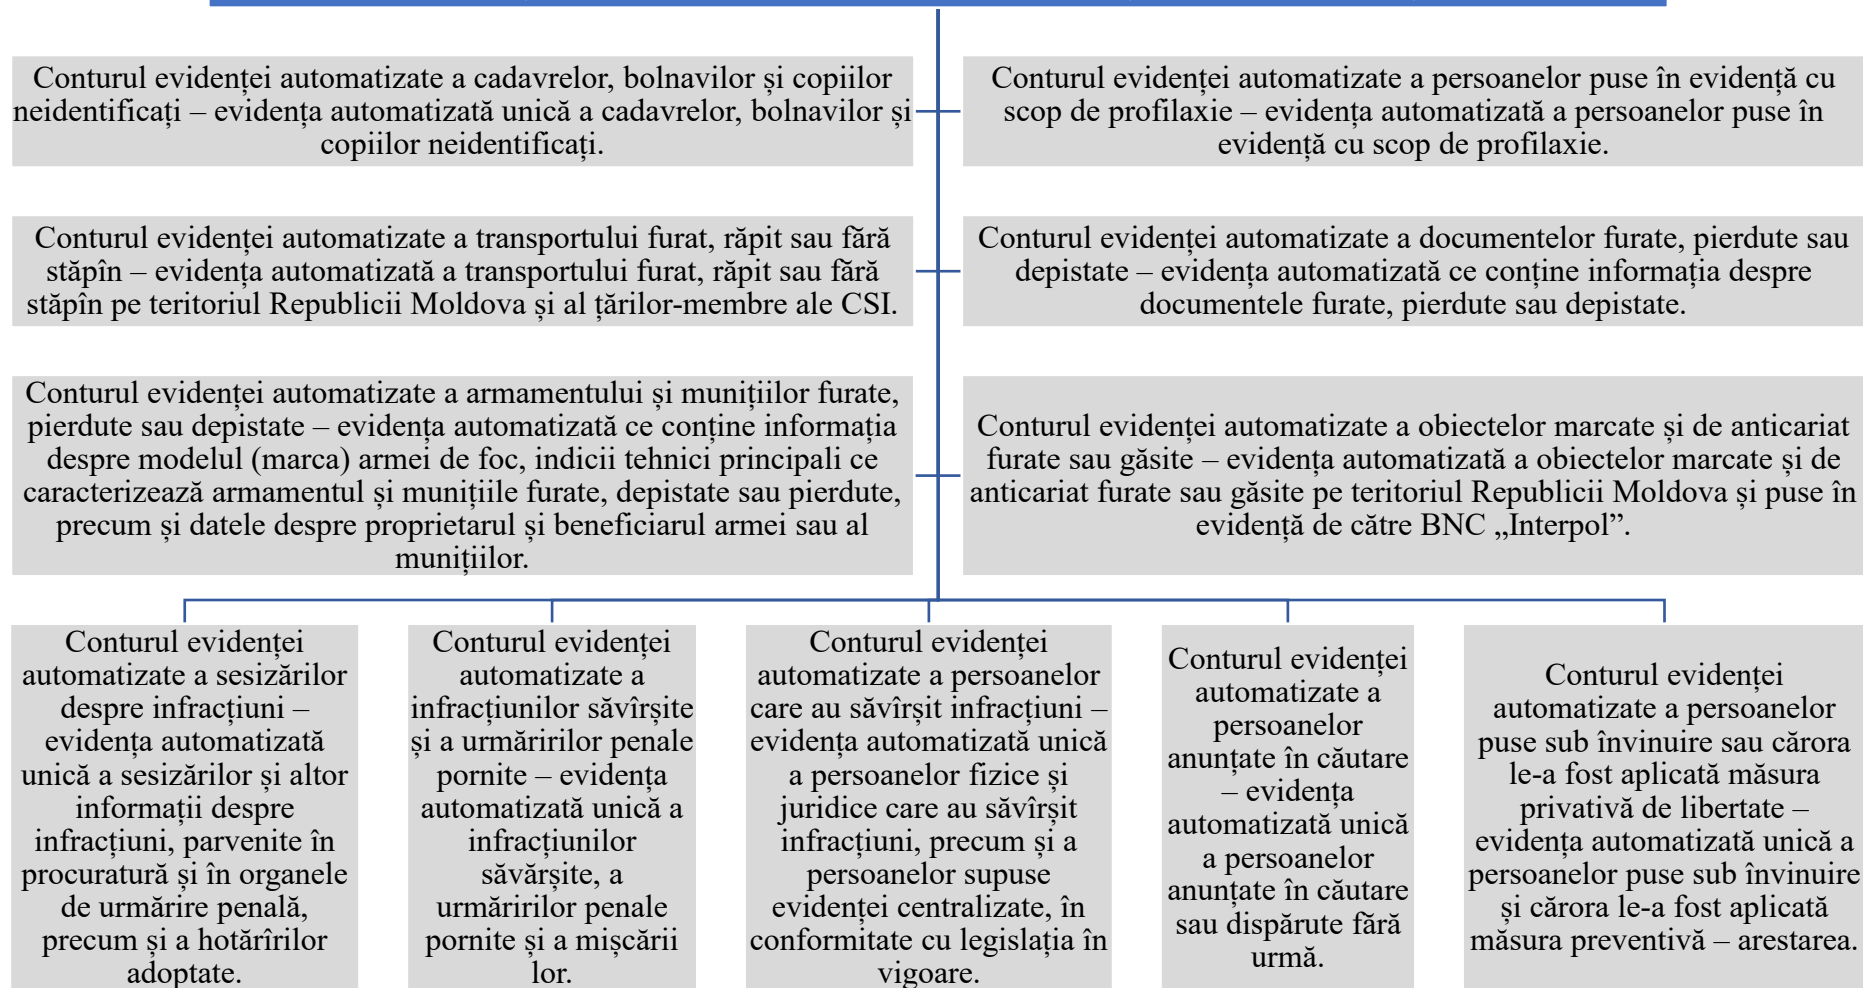 Conturul evidenței automatizate a cadavrelor, bolnavilor și copiilor
neidentificați – evidența automatizată unică a cadavrelor, bolnavilor și
copiilor neidentificați.
Conturul evidenței automatizate a persoanelor puse în evidență cu
scop de profilaxie – evidența automatizată a persoanelor puse în
evidență cu scop de profilaxie.
Conturul evidenței automatizate a transportului furat, răpit sau fără
stăpîn – evidența automatizată a transportului furat, răpit sau fără
stăpîn pe teritoriul Republicii Moldova și al țărilor-membre ale CSI.
Conturul evidenței automatizate a documentelor furate, pierdute sau
depistate – evidența automatizată ce conține informația despre
documentele furate, pierdute sau depistate.
Conturul evidenței automatizate a armamentului și munițiilor furate,
pierdute sau depistate – evidența automatizată ce conține informația
despre modelul (marca) armei de foc, indicii tehnici principali ce
caracterizează armamentul și munițiile furate, depistate sau pierdute,
precum și datele despre proprietarul și beneficiarul armei sau al
munițiilor.
Conturul evidenței automatizate a obiectelor marcate și de anticariat
furate sau găsite – evidența automatizată a obiectelor marcate și de
anticariat furate sau găsite pe teritoriul Republicii Moldova și puse în
evidență de către BNC „Interpol”.
Conturul evidenței
automatizate a sesizărilor
despre infracțiuni –
evidența automatizată
unică a sesizărilor și altor
informații despre
infracțiuni, parvenite în
procuratură și în organele
de urmărire penală,
precum și a hotărîrilor
adoptate.
Conturul evidenței
automatizate a
infracțiunilor săvîrșite
și a urmăririlor penale
pornite – evidența
automatizată unică a
infracțiunilor
săvărșite, a
urmăririlor penale
pornite și a mișcării
lor.
Conturul evidenței
automatizate a persoanelor
care au săvîrșit infracțiuni –
evidența automatizată unică
a persoanelor fizice și
juridice care au săvîrșit
infracțiuni, precum și a
persoanelor supuse
evidenței centralizate, în
conformitate cu legislația în
vigoare.
Conturul evidenței
automatizate a
persoanelor
anunțate în căutare
– evidența
automatizată unică
a persoanelor
anunțate în căutare
sau dispărute fără
urmă.
Conturul evidenței
automatizate a persoanelor
puse sub învinuire sau cărora
le-a fost aplicată măsura
privativă de libertate –
evidența automatizată unică a
persoanelor puse sub învinuire
și cărora le-a fost aplicată
măsura preventivă – arestarea.